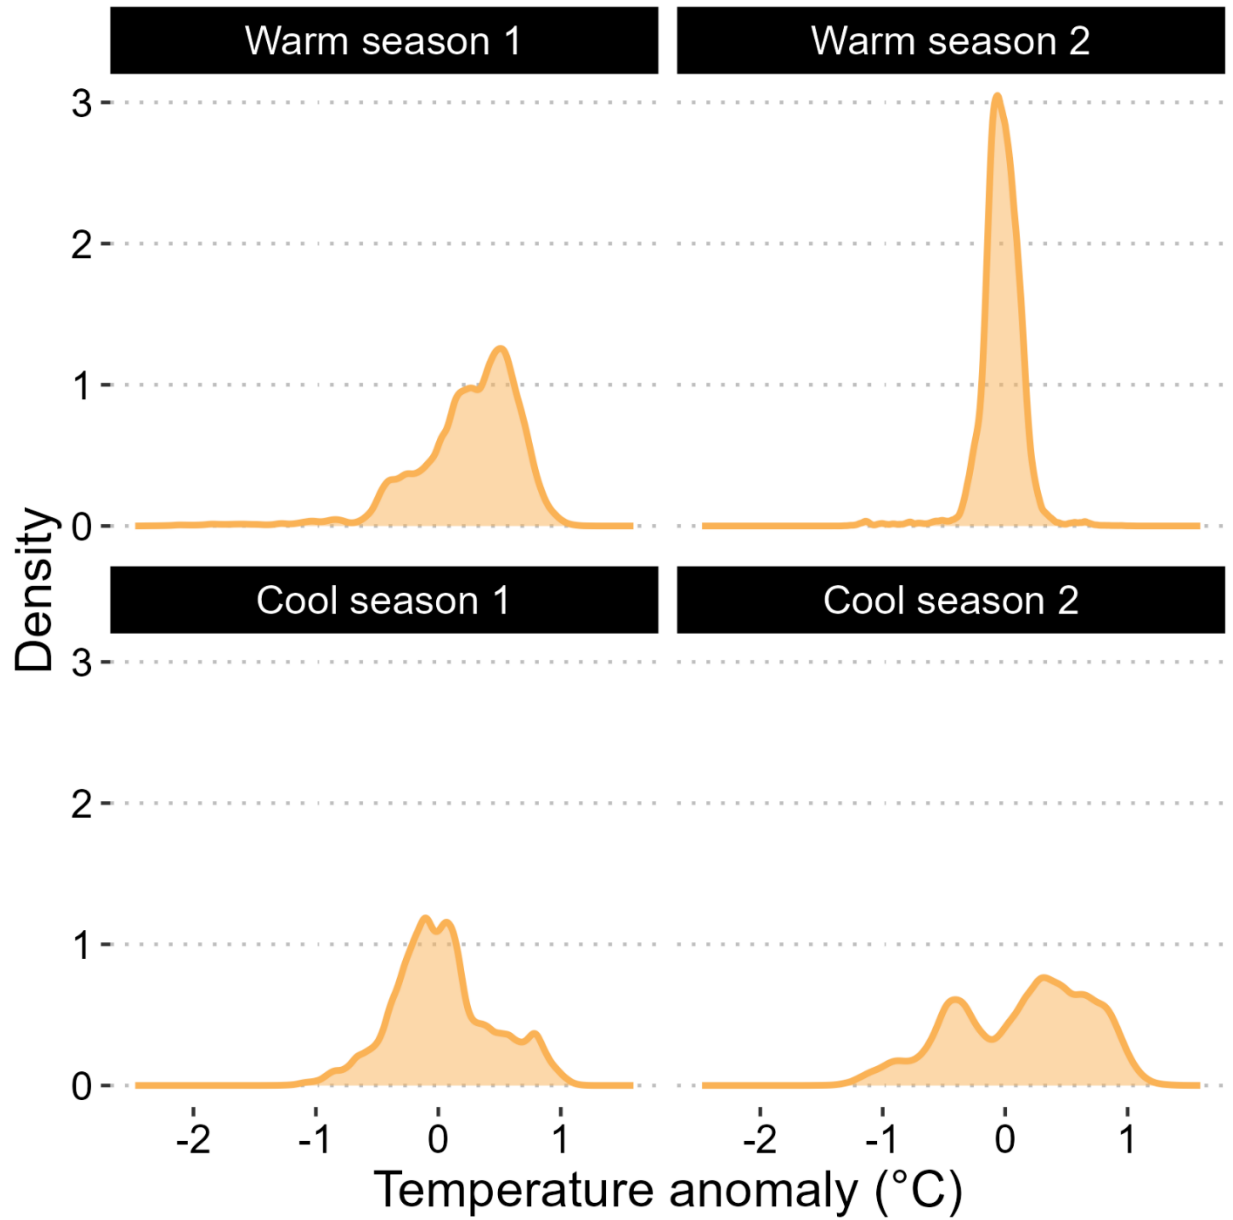 Warm season 1
Warm season 2
3
2
1
0
Density
Cool season 1
Cool season 2
3
2
1
0
-2 -1 0 1
-2 -1 0 1
Temperature anomaly (°C)